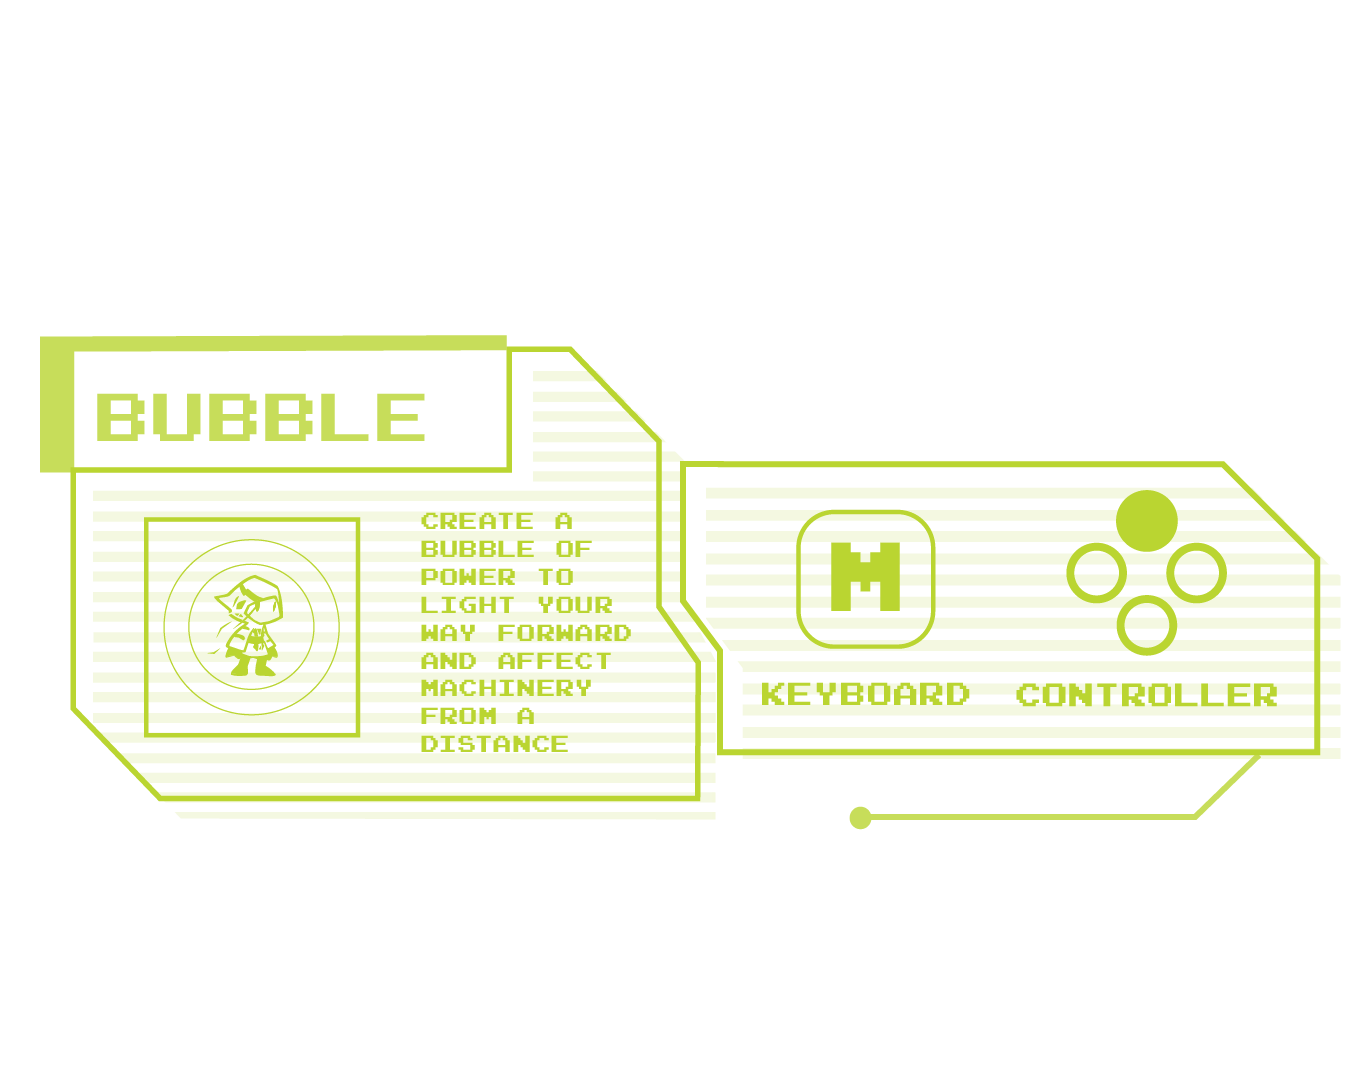 BUBBLE
CREATE A
BUBBLE OF
POWER TO
LIGHT YOUR
WAY FORWARD
AND AFFECT
MACHINERY
FROM A
DISTANCE
M
KEYBOARD
CONTROLLER